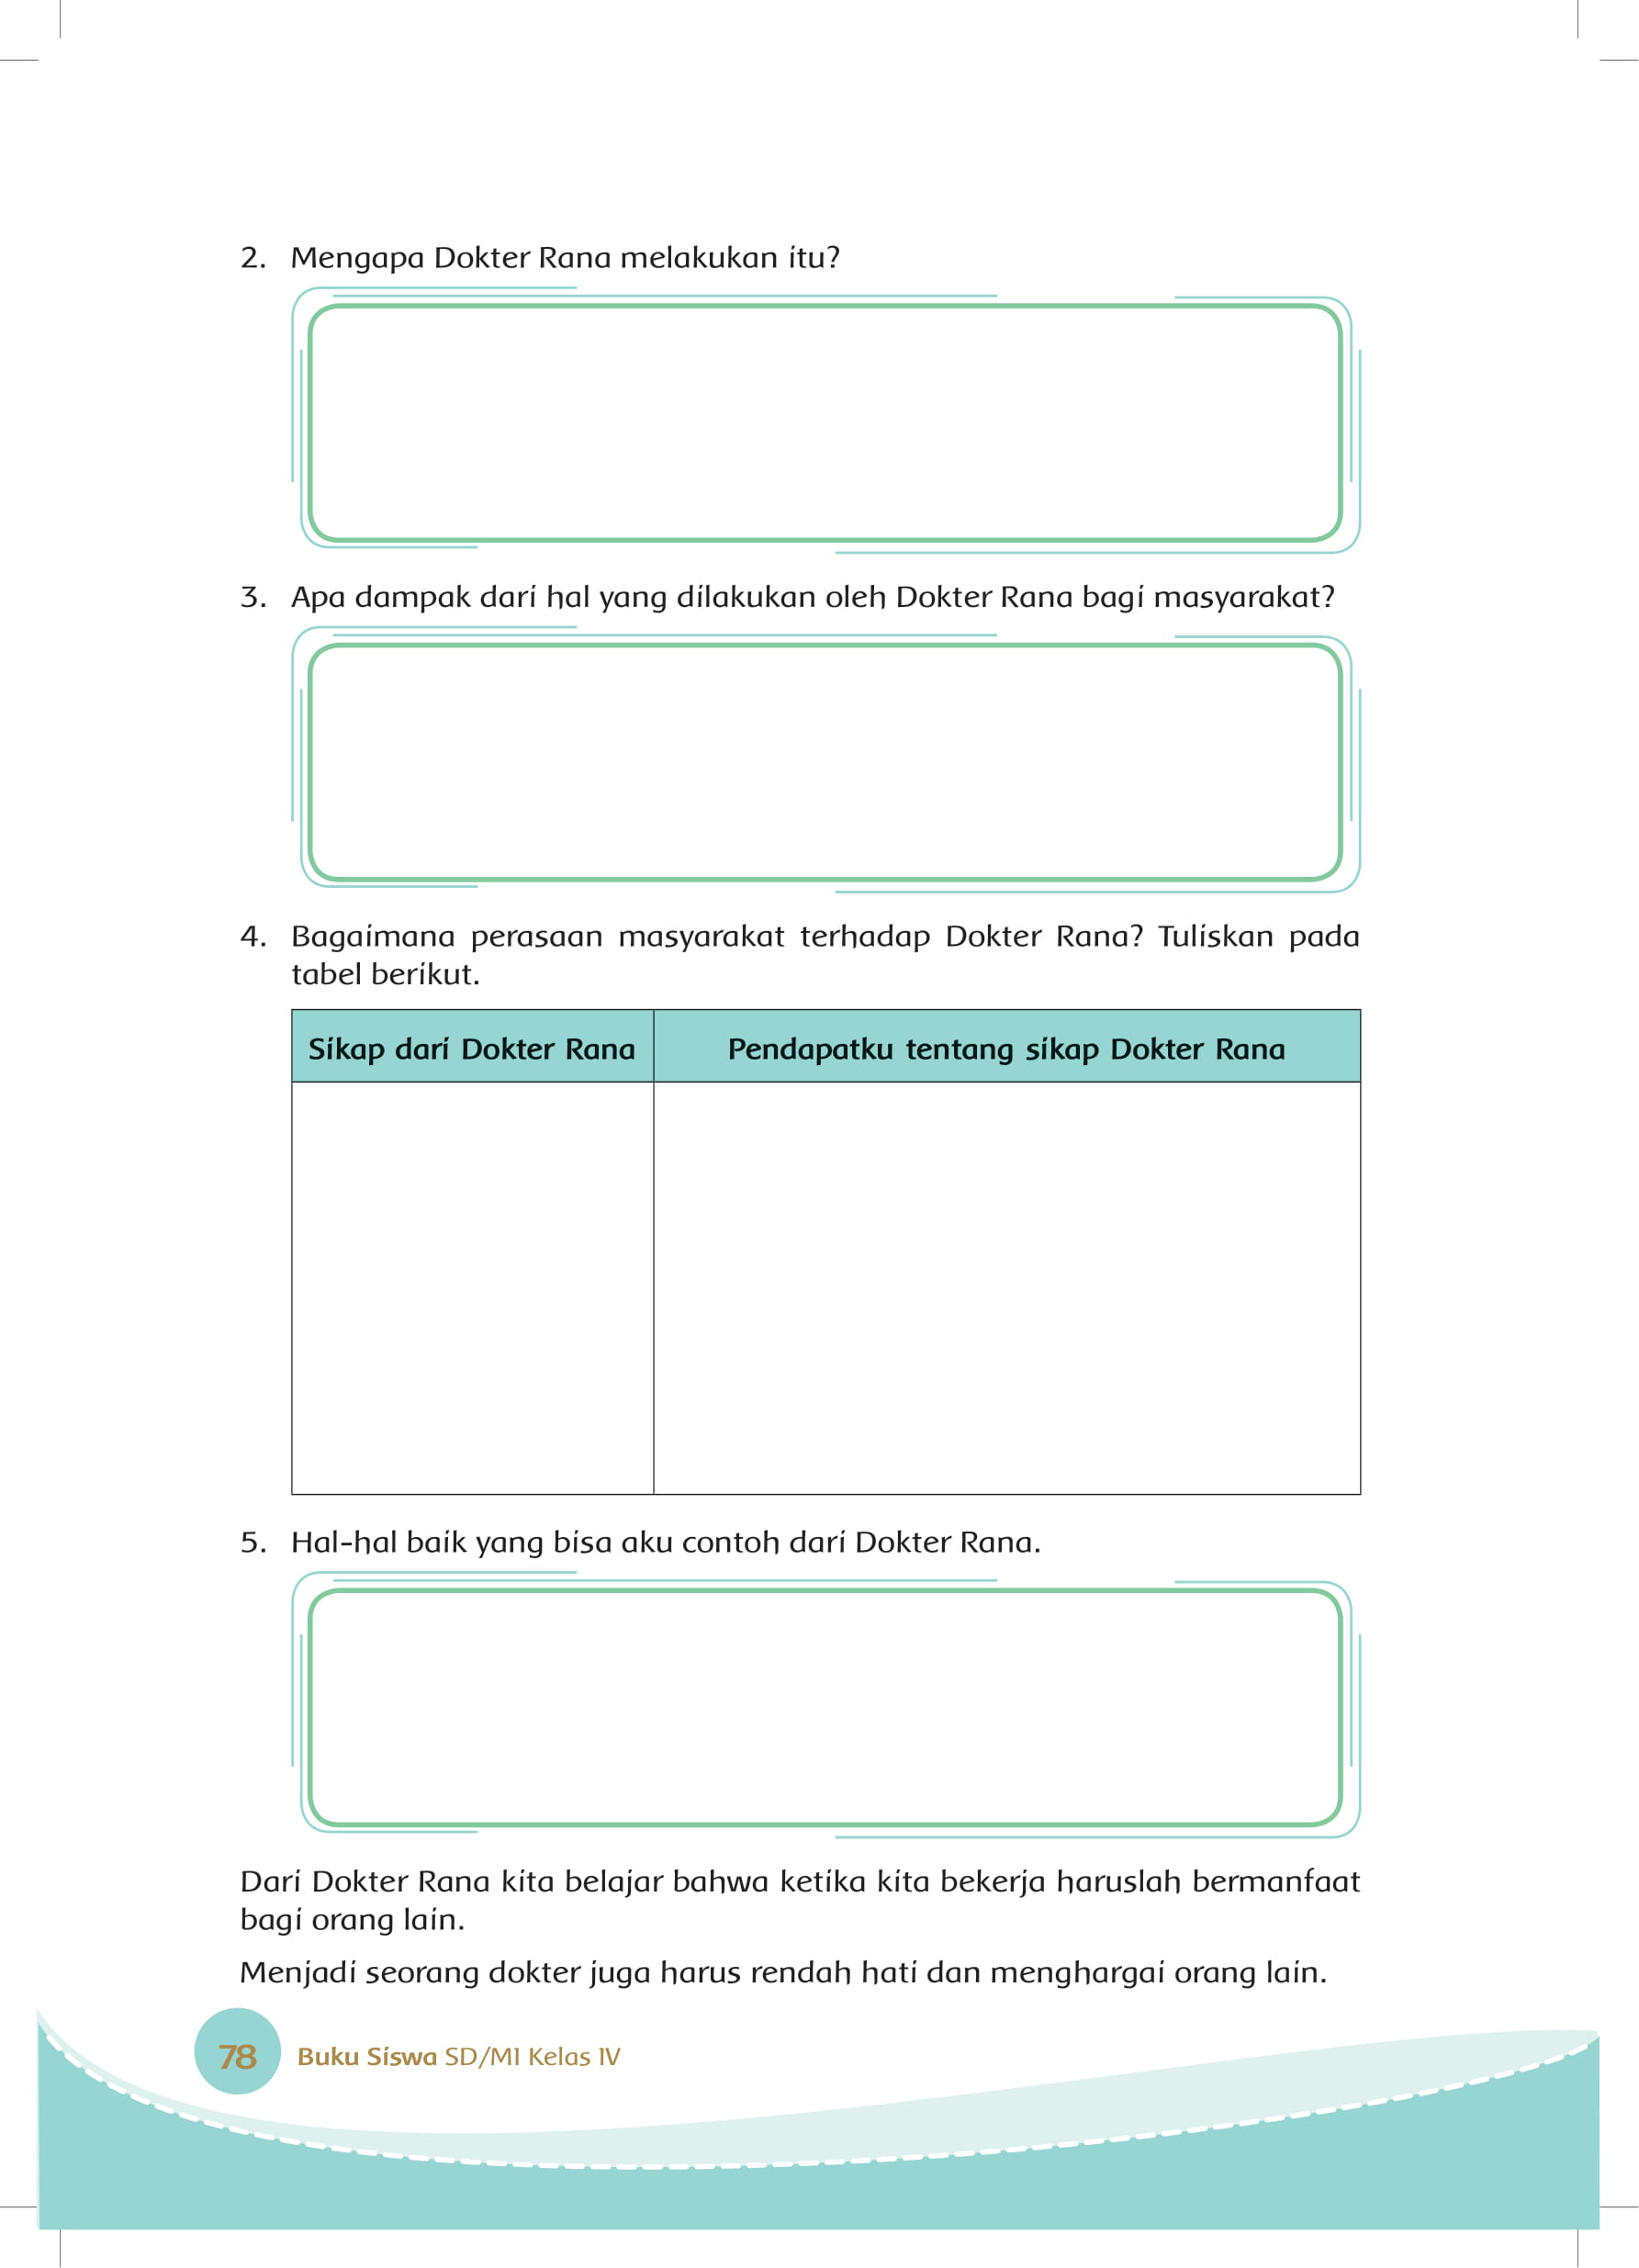 2. Mengapa Dokter Rana melakukan itu?
3. Apa dampak dari hal yang dilakukan oleh Dokter Rana bagi masyarakat?
4. Bagaimana perasaan masyarakat terhadap Dokter Rana? Tuliskan pada
tabel berikut.
Sikap dari Dokter Rana
Pendapatku tentang sikap Dokter Rana
5. Hal-hal baik yang bisa aku contoh dari Dokter Rana.
Dari Dokter Rana kita belajar bahwa ketika kita bekerja haruslah bermanfaat
bagi orang lain.
Menjadi seorang dokter juga harus rendah hati dan menghargai orang lain.
78 Buku Siswa SD/MI Kelas IV